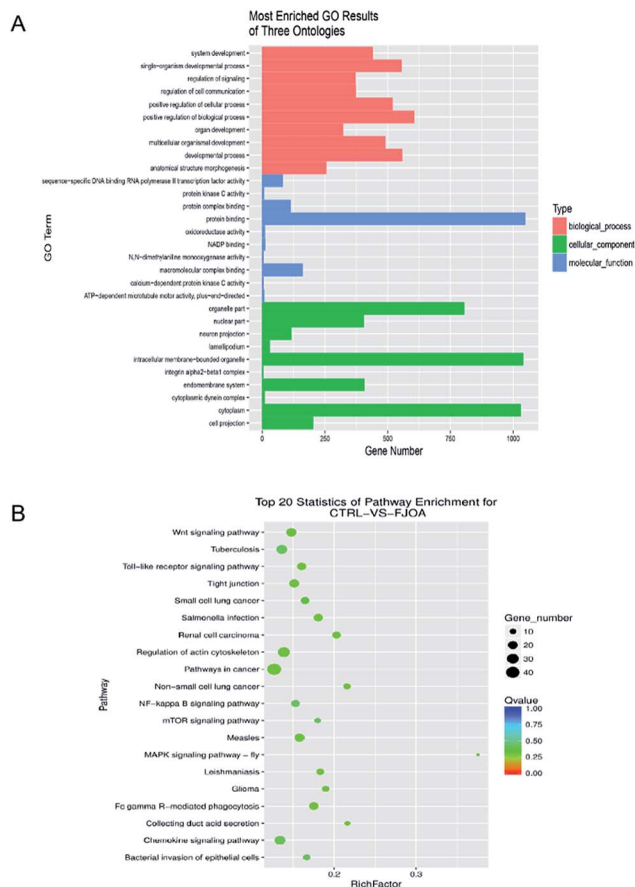 A
Most Enriched GO Results
of Three Ontologies
system development
single-organism developmental process
regulation of signaling
regulation of cell communication
positive regulation of cellular process
positive regulation of biological process
organ development
multicellular organismal development
developmental process
anatomical structure morphogenesis
sequence-specific DNA binding RNA polymerase II transcription factor activity
protein kinase C activity
protein complex binding
protein binding
oxidoreductase activity
NADP binding
N,N-dimethylaniline monooxygenase activity
macromolecular complex binding
calcium-dependent protein kinase C activity
ATP-dependent microtubule motor activity, plus-end-directed
organelle part
nuclear part
neuron projection
lamellipodium
intracellular membrane-bounded organelle
integrin alpha2-beta1 complex
endomembrane system
cytoplasmic dynein complex
cytoplasm
cell projection
GO Term
0 250 500 750 1000
Gene Number
Type
biological_process
cellular_component
molecular_function
B
Top 20 Statistics of Pathway Enrichment for
CTRL-VS-FJOA
Wnt signaling pathway
Tuberculosis
Toll-like receptor signaling pathway
Tight junction
Small cell lung cancer
Salmonella infection
Renal cell carcinoma
Regulation of actin cytoskeleton
Pathways in cancer
Non-small cell lung cancer
NF-kappa B signaling pathway
mTOR signaling pathway
Measles
MAPK signaling pathway - fly
Leishmaniasis
Glioma
Fc gamma R-mediated phagocytosis
Collecting duct acid secretion
Chemokine signaling pathway
Bacterial invasion of epithelial cells
Pathway
0.2 0.3
RichFactor
Gene_number
10
20
30
40
Qvalue
1.00
0.75
0.50
0.25
0.00